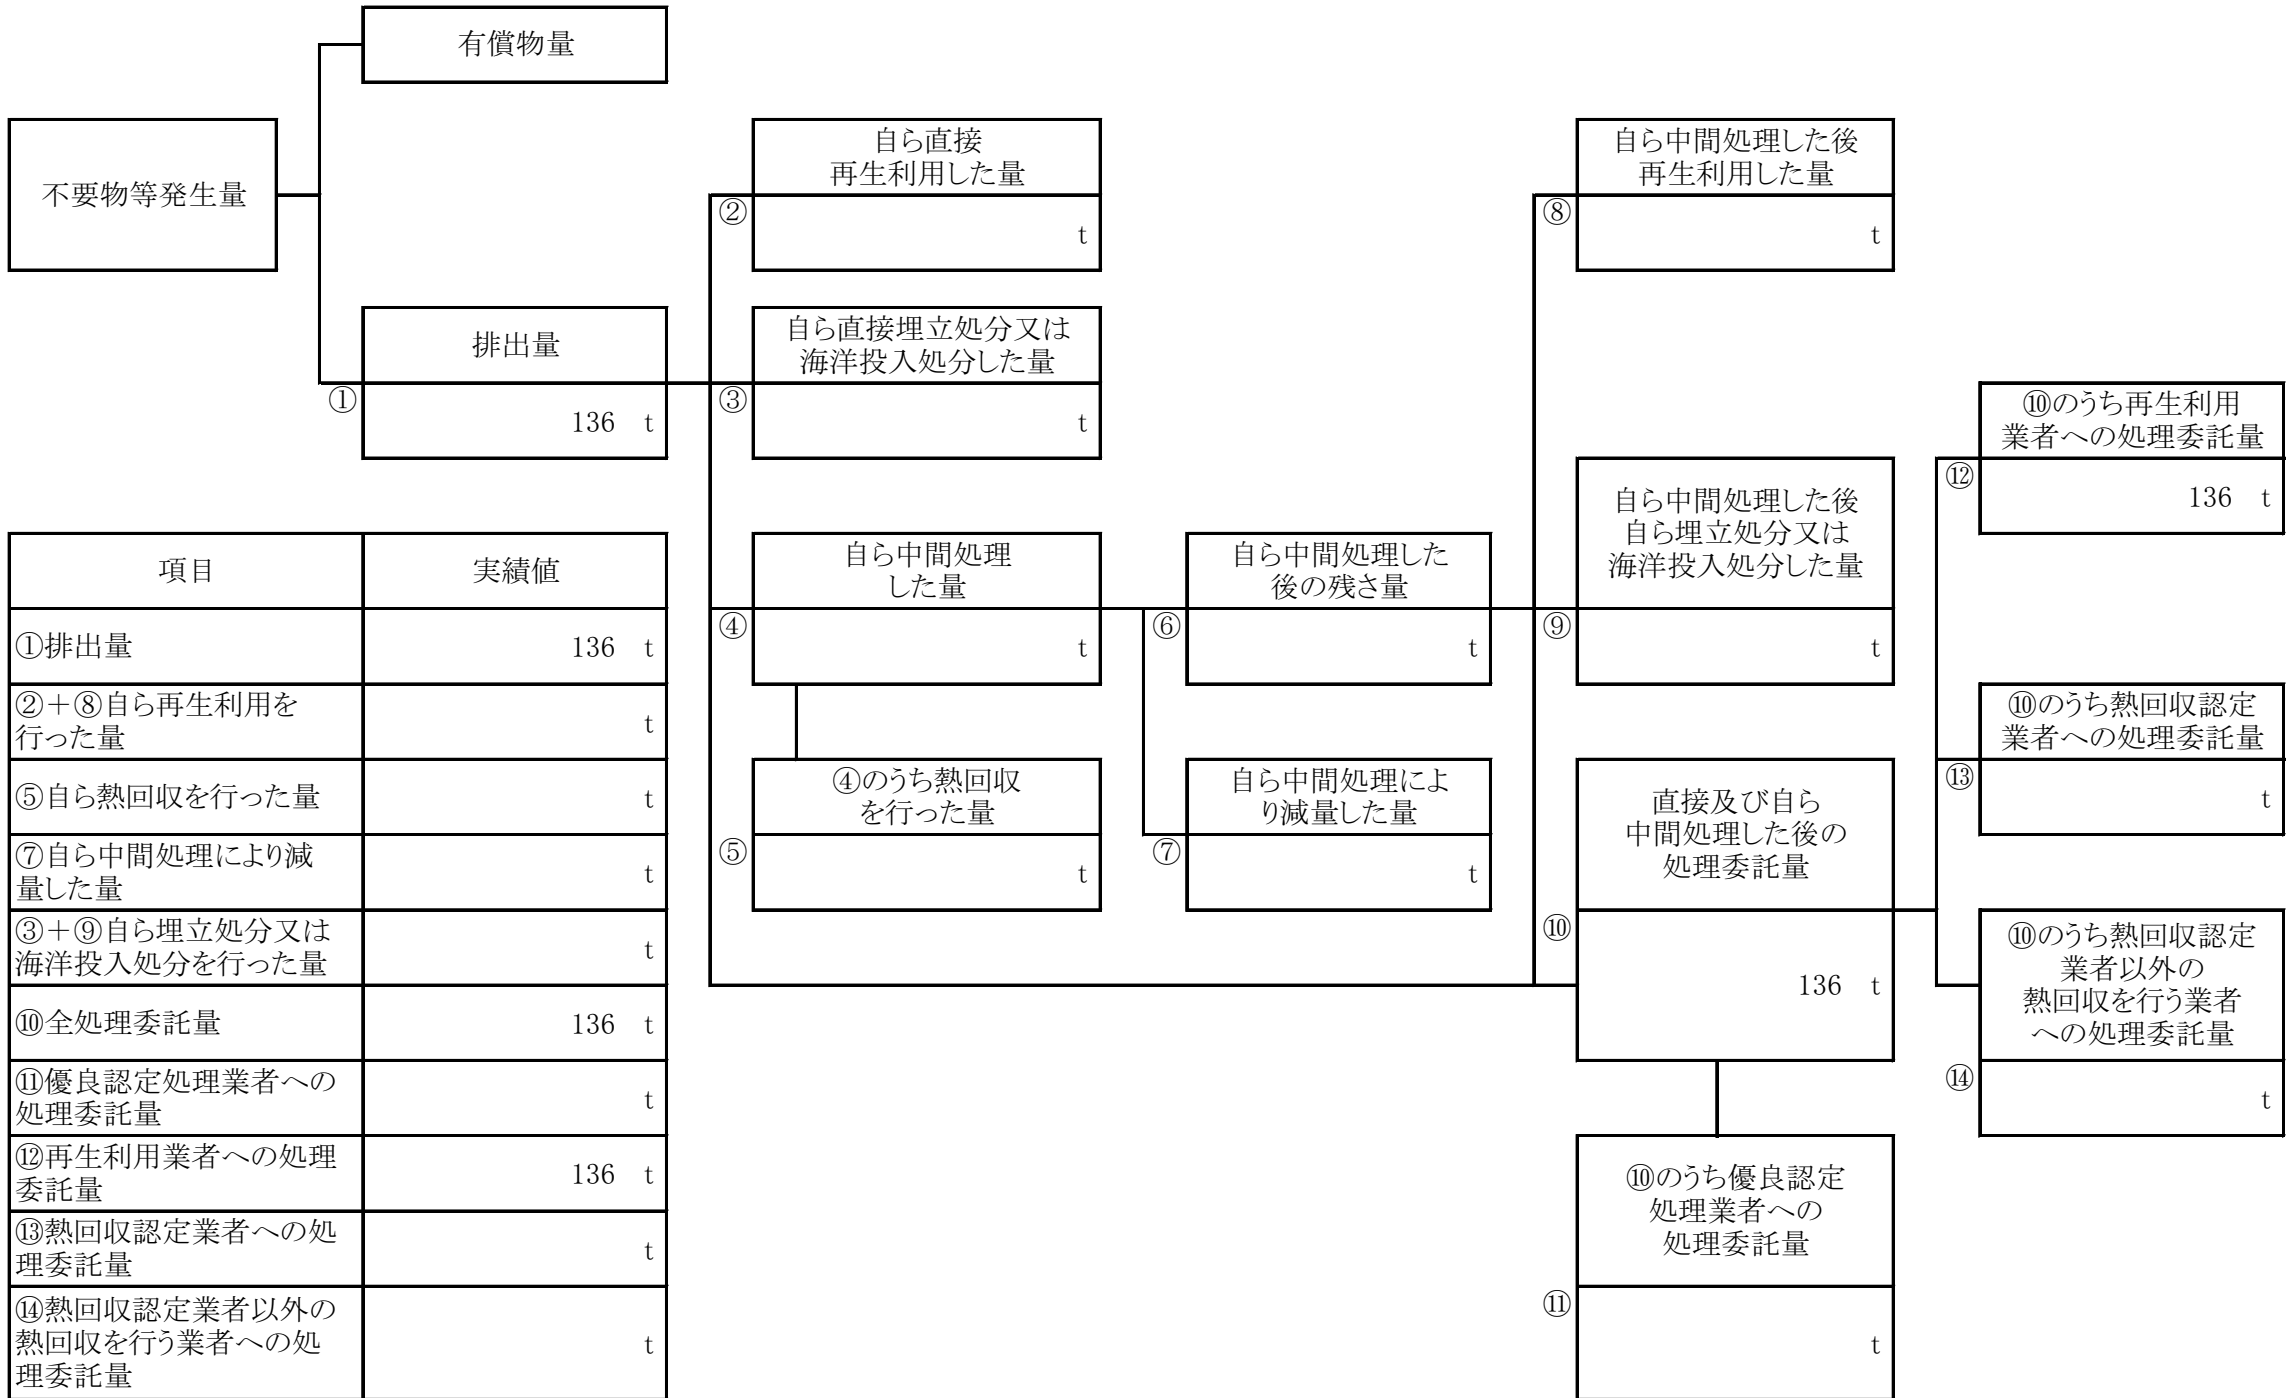 有償物量
不要物等発生量
排出量
①
136 t
自ら直接
再生利用した量
②
t
自ら直接埋立処分又は
海洋投入処分した量
③
t
自ら中間処理
した量
④
t
④のうち熱回収
を行った量
⑤
t
自ら中間処理した
後の残さ量
⑥
t
自ら中間処理によ
り減量した量
⑦
t
自ら中間処理した後
再生利用した量
⑧
t
自ら中間処理した後
自ら埋立処分又は
海洋投入処分した量
⑨
t
直接及び自ら
中間処理した後の
処理委託量
⑩
136 t
⑩のうち優良認定
処理業者への
処理委託量
⑪
t
⑩のうち再生利用
業者への処理委託量
⑫
136 t
⑩のうち熱回収認定
業者への処理委託量
⑬
t
⑩のうち熱回収認定
業者以外の
熱回収を行う業者
への処理委託量
⑭
t
項目 実績値
①排出量 136 t
②＋⑧自ら再生利用を
行った量
t
⑤自ら熱回収を行った量 t
⑦自ら中間処理により減
量した量
t
③＋⑨自ら埋立処分又は
海洋投入処分を行った量
t
⑩全処理委託量 136 t
⑪優良認定処理業者への
処理委託量
t
⑫再生利用業者への処理
委託量
136 t
⑬熱回収認定業者への処
理委託量
t
⑭熱回収認定業者以外の
熱回収を行う業者への処
理委託量
t